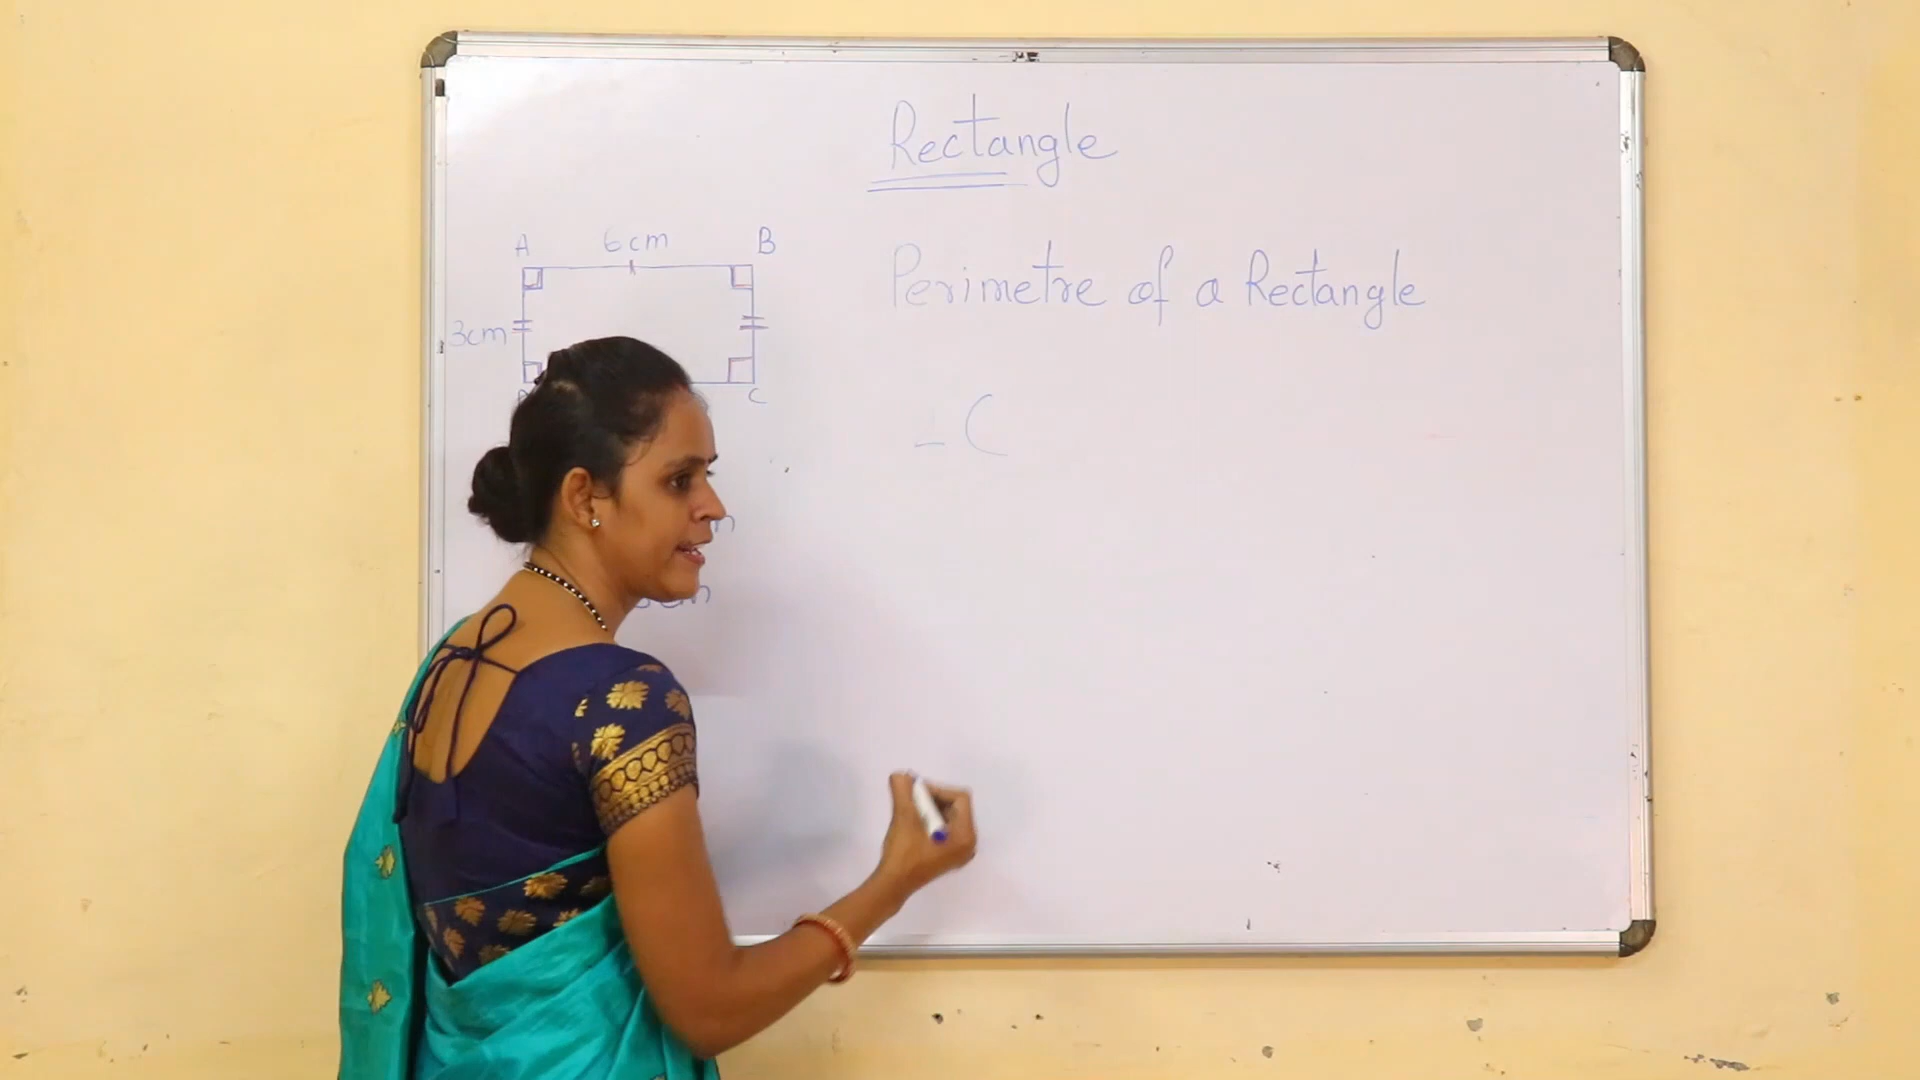 Rectangle
A 6cm B
Perimetre of a Rectangle
3cm
C